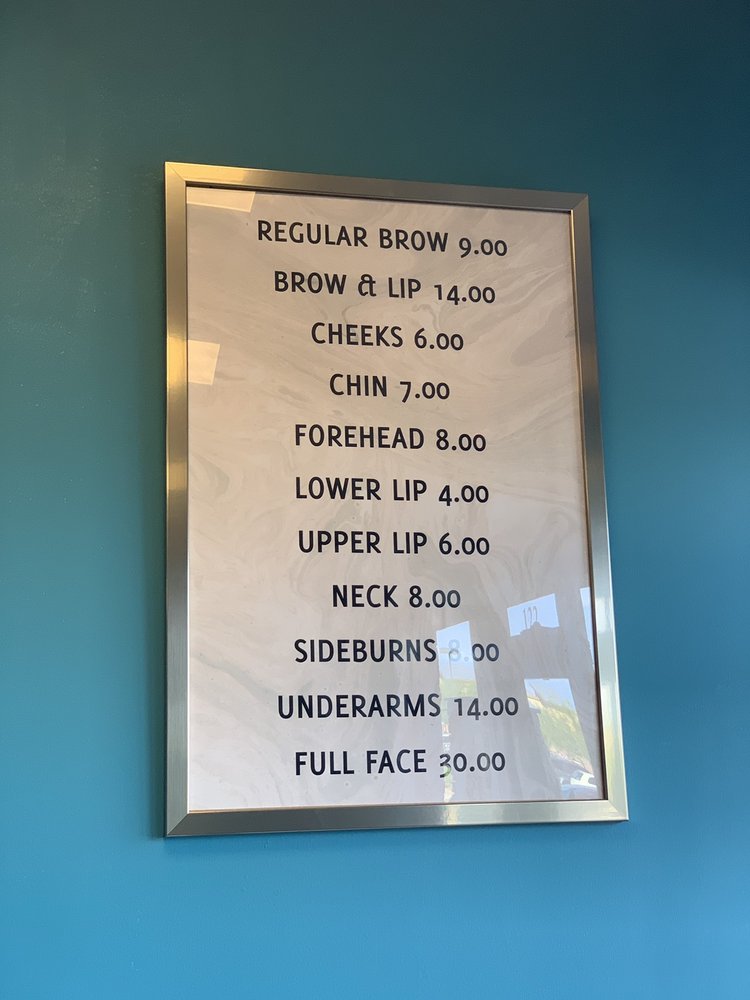 REGULAR BROW 9.00
BROW & LIP 14.00
CHEEKS 6.00
CHIN 7.00
FOREHEAD 8.00
LOWER LIP 4.00
UPPER LIP 6.00
NECK 8.00
122
SIDEBURNS 8.00
UNDERARMS 14.00
FULL FACE 30.00